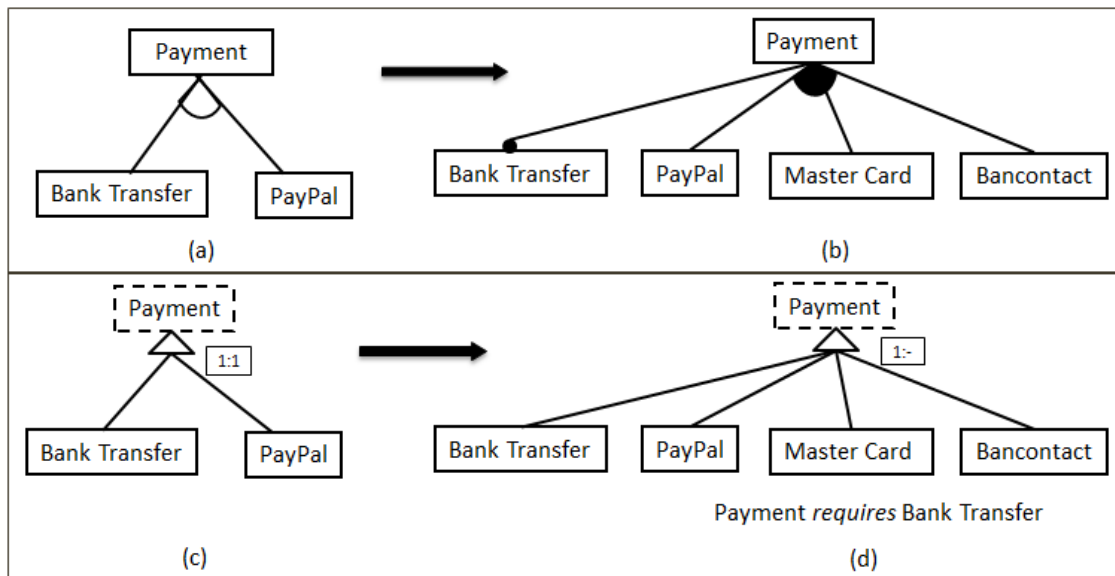 Payment
Bank Transfer
PayPal
(a)
Payment
Bank Transfer
PayPal
Master Card
Bancontact
(b)
Payment
1:1
Bank Transfer
PayPal
(c)
Payment
1:-
Bank Transfer
PayPal
Master Card
Bancontact
Payment requires Bank Transfer
(d)